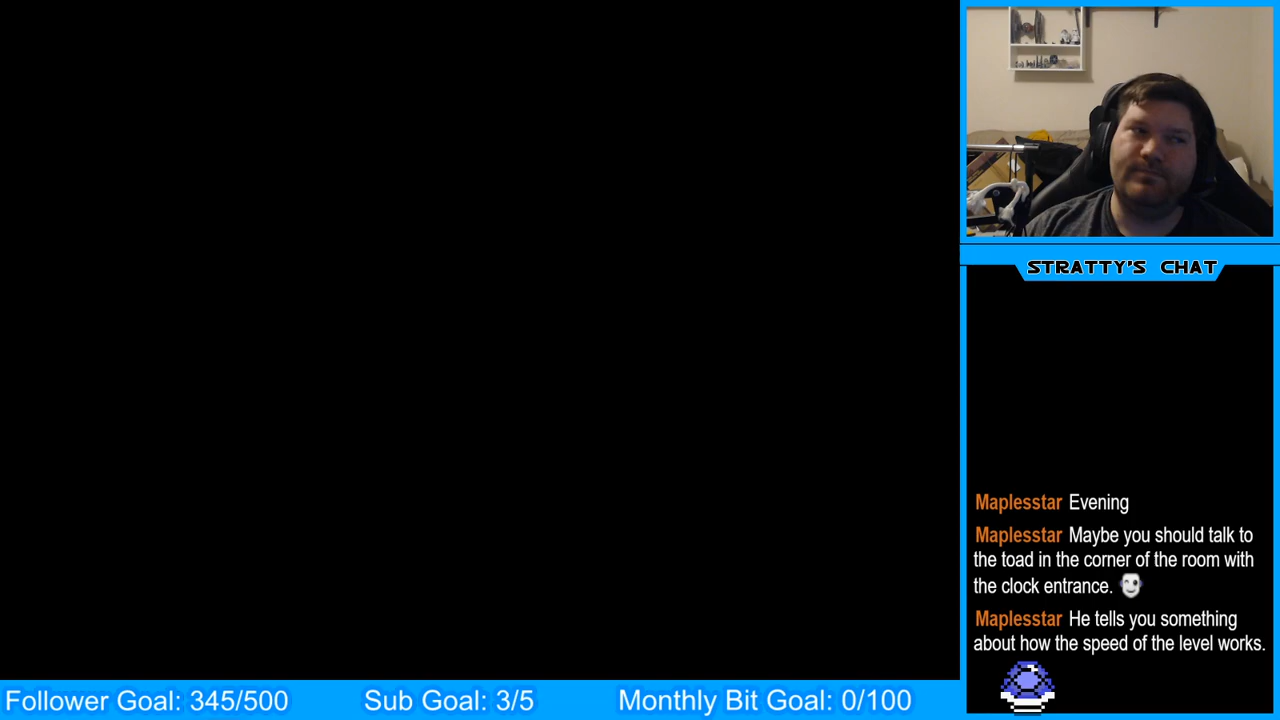 STRATTY'S CHAT
Maplesstar Evening
Maplesstar Maybe you should talk to
the toad in the corner of the room with
the clock entrance.
Maplesstar He tells you something
about how the speed of the level works.
Follower Goal: 345/500 Sub Goal: 3/5 Monthly Bit Goal: 0/100